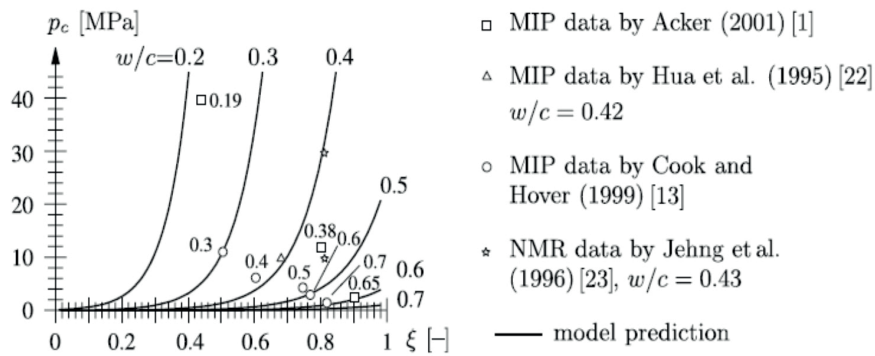 p_c [MPa]
w/c=0.2
0.3
0.4
40
0.19
30
0.5
20
0.38
0.6
0.3
10
0.4
0.7
0.5
0.6
0.65
0
0.7
0 0.2 0.4 0.6 0.8 1 ξ [–]
MIP data by Acker (2001) [1]
MIP data by Hua et al. (1995) [22]
w/c = 0.42
MIP data by Cook and
Hover (1999) [13]
NMR data by Jehng et al.
(1996) [23], w/c = 0.43
model prediction